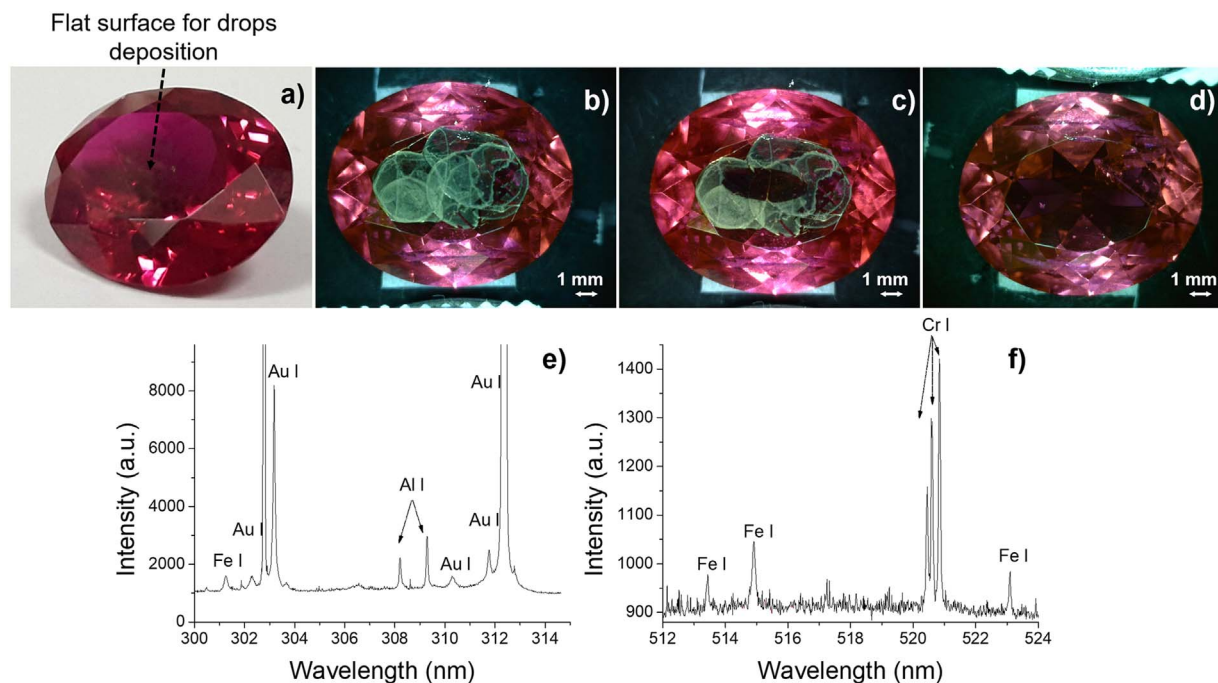 Flat surface for drops
deposition
a)
b)
c)
d)
1 mm
1 mm
1 mm
e)
Au I
Au I
8000
6000
Intensity (a.u.)
Al I
4000
Au I
Au I
Fe I
Au I
2000
0
300 302 304 306 308 310 312 314
Wavelength (nm)
Cr I
f)
1400
1300
Intensity (a.u.)
1200
1100
Fe I
Fe I
Fe I
1000
900
512 514 516 518 520 522 524
Wavelength (nm)